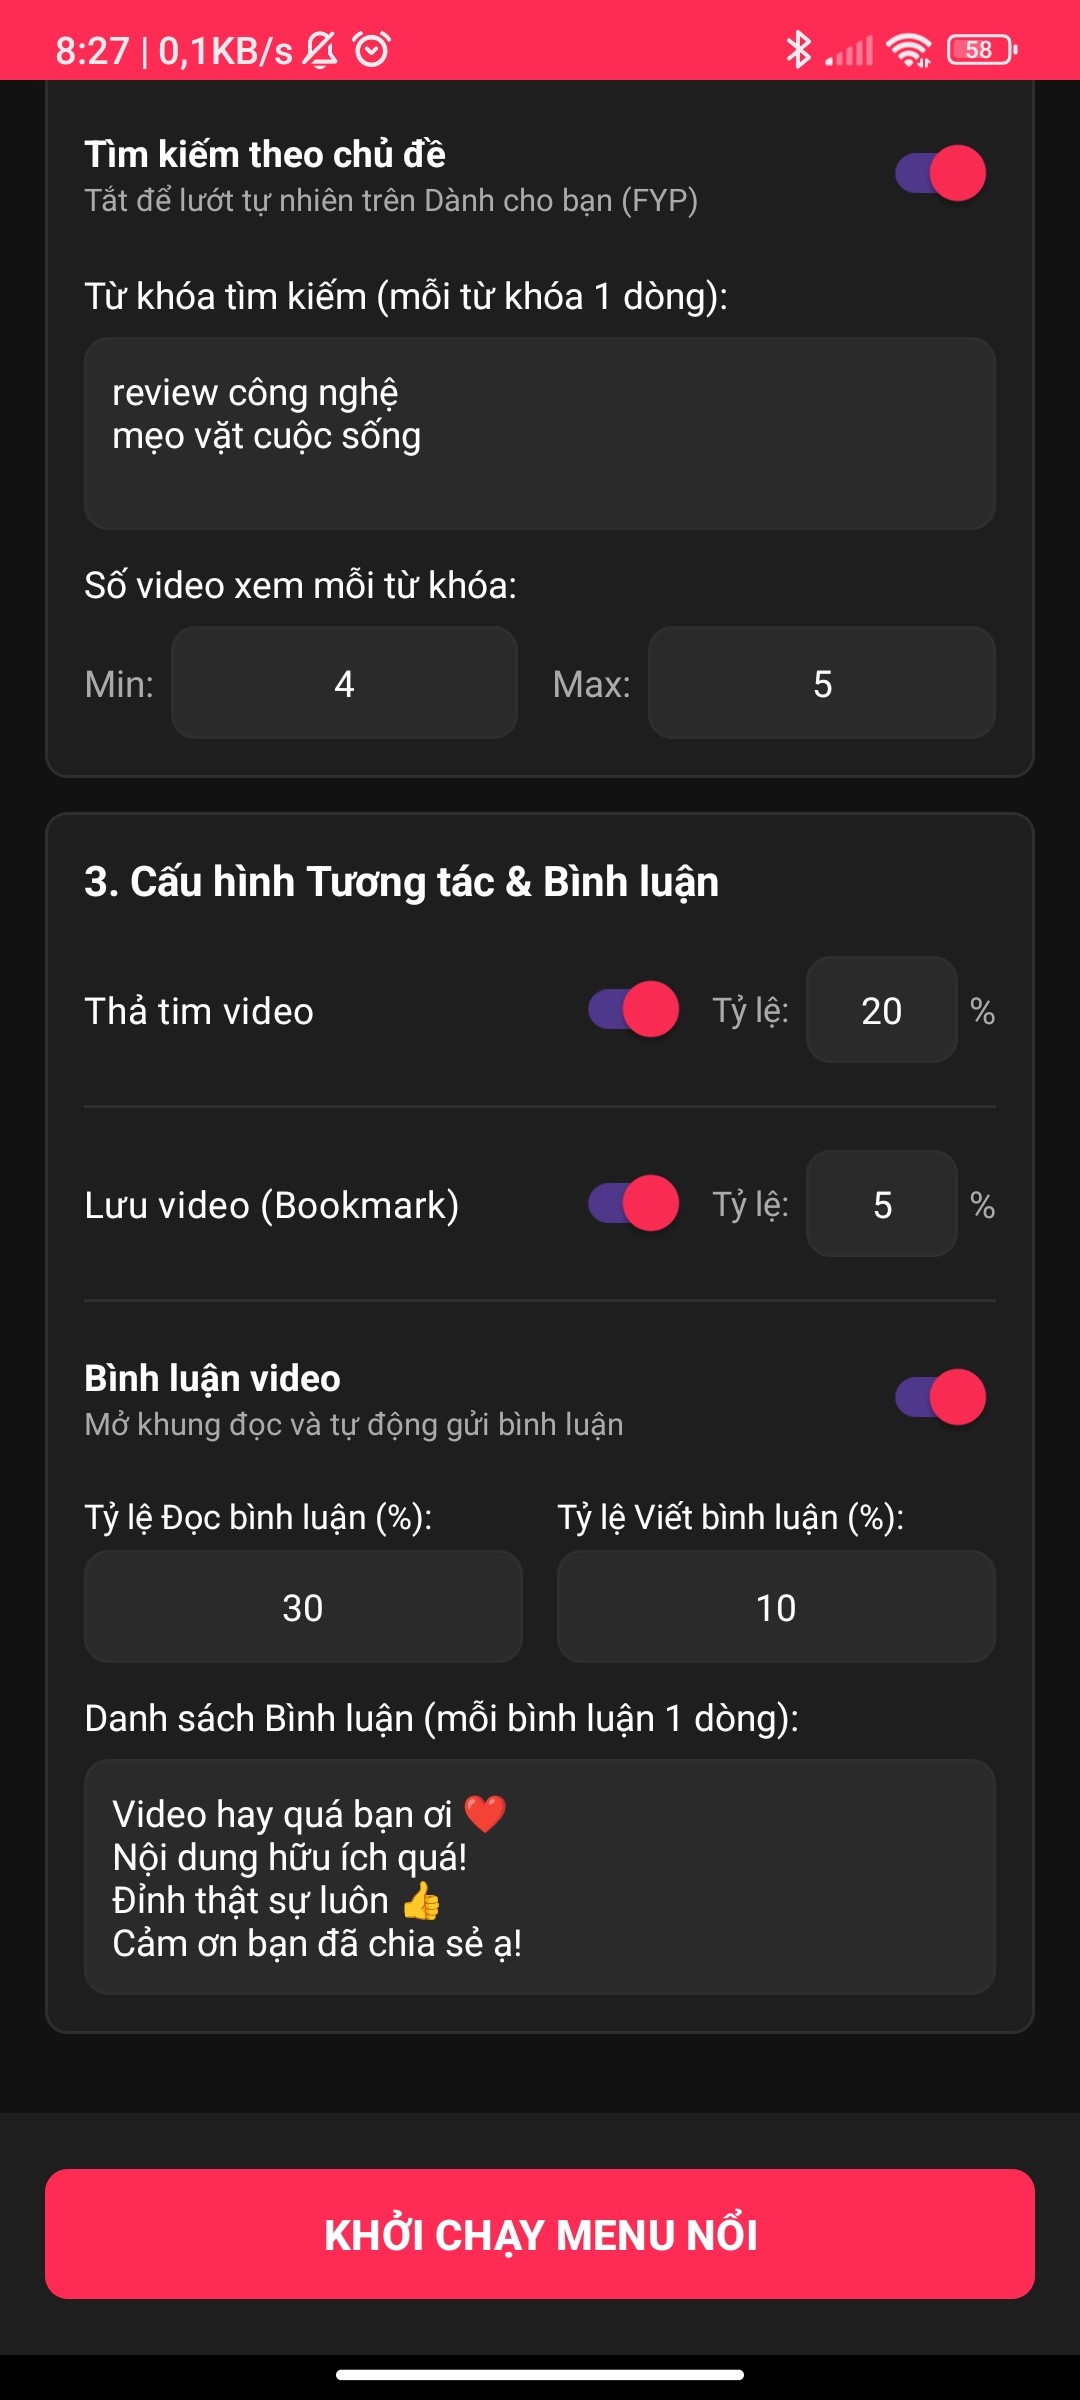 8:27 | 0,1KB/s
58
Tìm kiếm theo chủ đề
Tắt để lướt tự nhiên trên Dành cho bạn (FYP)
Từ khóa tìm kiếm (mỗi từ khóa 1 dòng):
review công nghệ
mẹo vặt cuộc sống
Số video xem mỗi từ khóa:
Min: 4 Max: 5
3. Cấu hình Tương tác & Bình luận
Thả tim video Tỷ lệ: 20 %
Lưu video (Bookmark) Tỷ lệ: 5 %
Bình luận video
Mở khung đọc và tự động gửi bình luận
Tỷ lệ Đọc bình luận (%): Tỷ lệ Viết bình luận (%):
30 10
Danh sách Bình luận (mỗi bình luận 1 dòng):
Video hay quá bạn ơi ❤️
Nội dung hữu ích quá!
Đỉnh thật sự luôn 👍
Cảm ơn bạn đã chia sẻ ạ!
KHỞI CHẠY MENU NỔI